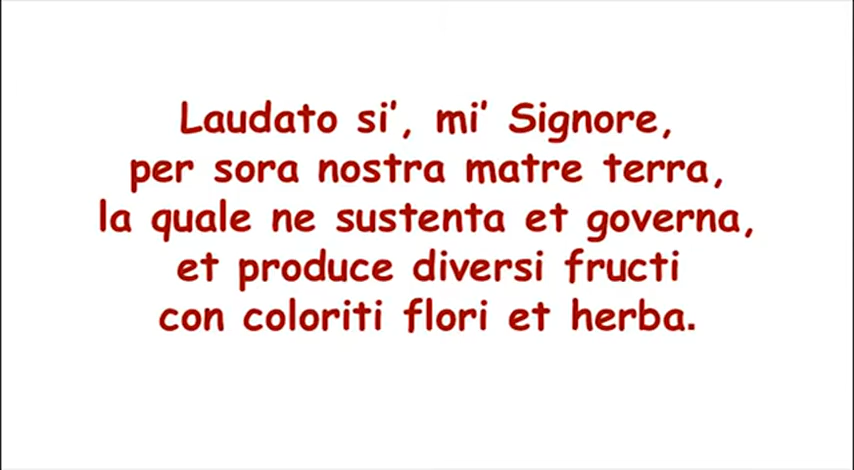 Laudato si', mi' Signore,
per sora nostra matre terra,
la quale ne sustenta et governa,
et produce diversi fructi
con coloriti flori et herba.